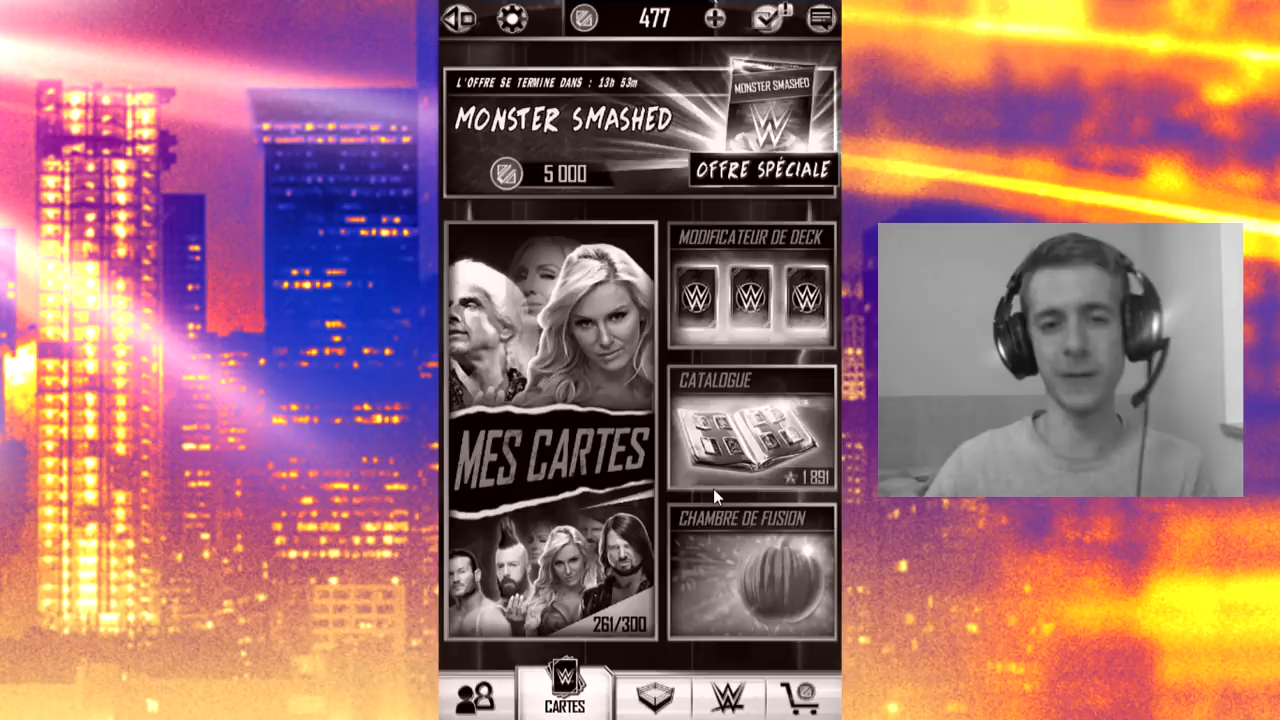 477
L'OFFRE SE TERMINE DANS : 13h 53m
MONSTER SMASHED
MONSTER SMASHED
5 000
OFFRE SPÉCIALE
MODIFICATEUR DE DECK
CATALOGUE
1 891
MES CARTES
CHAMBRE DE FUSION
261/300
CARTES